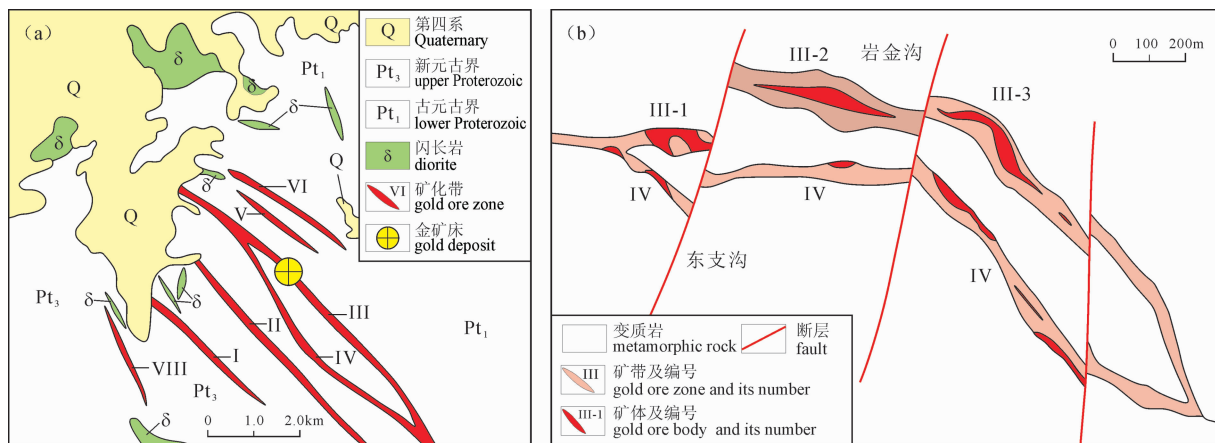 (a)
Q
Q
δ
δ
Pt₁
δ
Q
δ
Q
δ
VI
V
Q
Pt₃
δ
δ
III
II
Pt₁
IV
I
VIII
Pt₃
δ
0 1.0 2.0km
Q 第四系
Quaternary
Pt₃ 新元古界
upper Proterozoic
Pt₁ 古元古界
lower Proterozoic
δ 闪长岩
diorite
VI 矿化带
gold ore zone
金矿床
gold deposit
(b)
III-2
岩金沟
0 100 200m
III-1
III-3
IV
IV
东支沟
IV
变质岩
metamorphic rock
断层
fault
III 矿带及编号
gold ore zone and its number
III-1 矿体及编号
gold ore body and its number